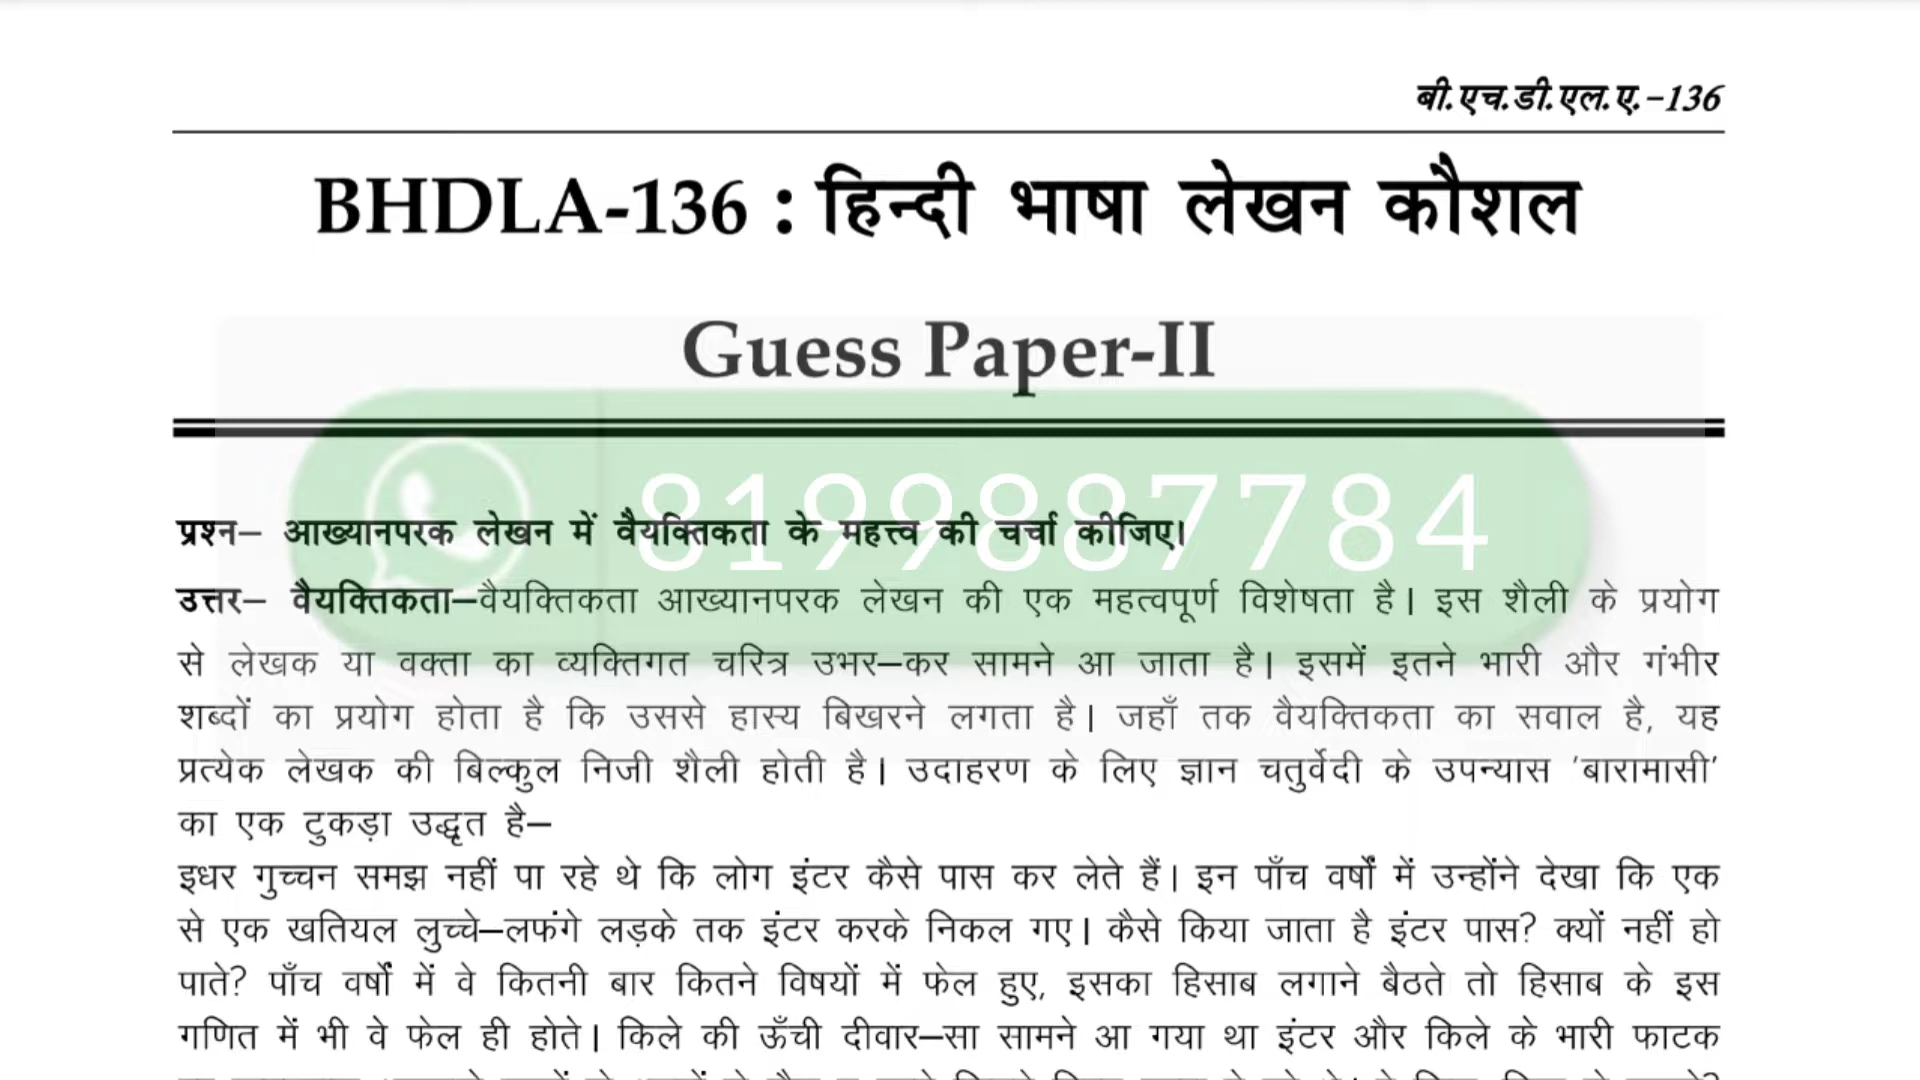 बी.एच.डी.एल.ए.-136
BHDLA-136 : हिन्दी भाषा लेखन कौशल
Guess Paper-II
8199887784
प्रश्न– आख्यानपरक लेखन में वैयक्तिकता के महत्त्व की चर्चा कीजिए।
उत्तर– वैयक्तिकता–वैयक्तिकता आख्यानपरक लेखन की एक महत्वपूर्ण विशेषता है। इस शैली के प्रयोग
से लेखक या वक्ता का व्यक्तिगत चरित्र उभर–कर सामने आ जाता है। इसमें इतने भारी और गंभीर
शब्दों का प्रयोग होता है कि उससे हास्य बिखरने लगता है। जहाँ तक वैयक्तिकता का सवाल है, यह
प्रत्येक लेखक की बिल्कुल निजी शैली होती है। उदाहरण के लिए ज्ञान चतुर्वेदी के उपन्यास 'बारामासी'
का एक टुकड़ा उद्धृत है–
इधर गुच्चन समझ नहीं पा रहे थे कि लोग इंटर कैसे पास कर लेते हैं। इन पाँच वर्षों में उन्होंने देखा कि एक
से एक खतियल लुच्चे–लफंगे लड़के तक इंटर करके निकल गए। कैसे किया जाता है इंटर पास? क्यों नहीं हो
पाते? पाँच वर्षों में वे कितनी बार कितने विषयों में फेल हुए, इसका हिसाब लगाने बैठते तो हिसाब के इस
गणित में भी वे फेल ही होते। किले की ऊँची दीवार–सा सामने आ गया था इंटर और किले के भारी फाटक